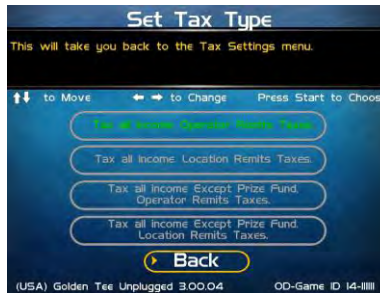 Set Tax Type
This will take you back to the Tax Settings menu.
to Move
to Change
Press Start to Choos
Tax all Income. Operator Remits Taxes.
Tax all Income. Location Remits Taxes.
Tax all Income Except Prize Fund.
Operator Remits Taxes.
Tax all Income Except Prize Fund.
Location Remits Taxes.
Back
(USA) Golden Tee Unplugged 3.00.04
OD-Game ID 14-111111